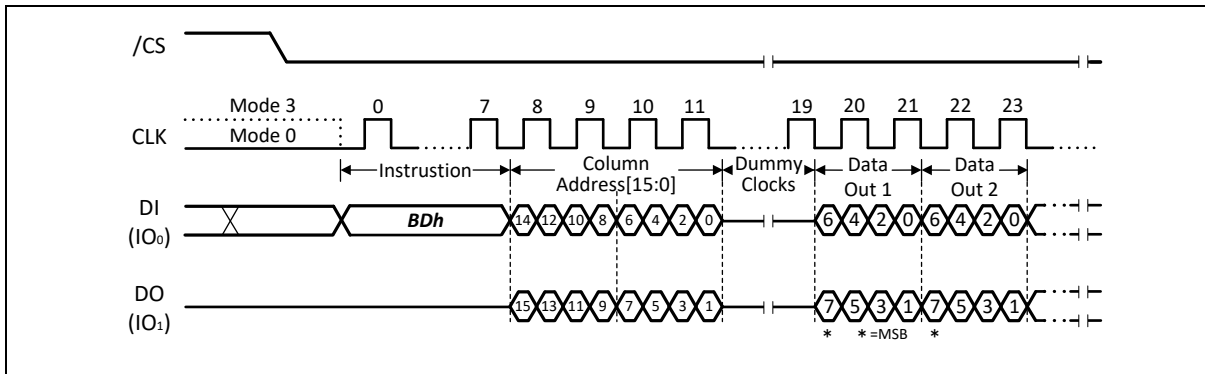 /CS
Mode 3
0 7 8 9 10 11 19 20 21 22 23
CLK
Mode 0
Instrustion
Column
Address[15:0]
Dummy
Clocks
Data
Out 1
Data
Out 2
DI
(IO₀)
BDh
14 12 10 8 6 4 2 0 6 4 2 0 6 4 2 0
DO
(IO₁)
15 13 11 9 7 5 3 1 7 5 3 1 7 5 3 1
* * =MSB *